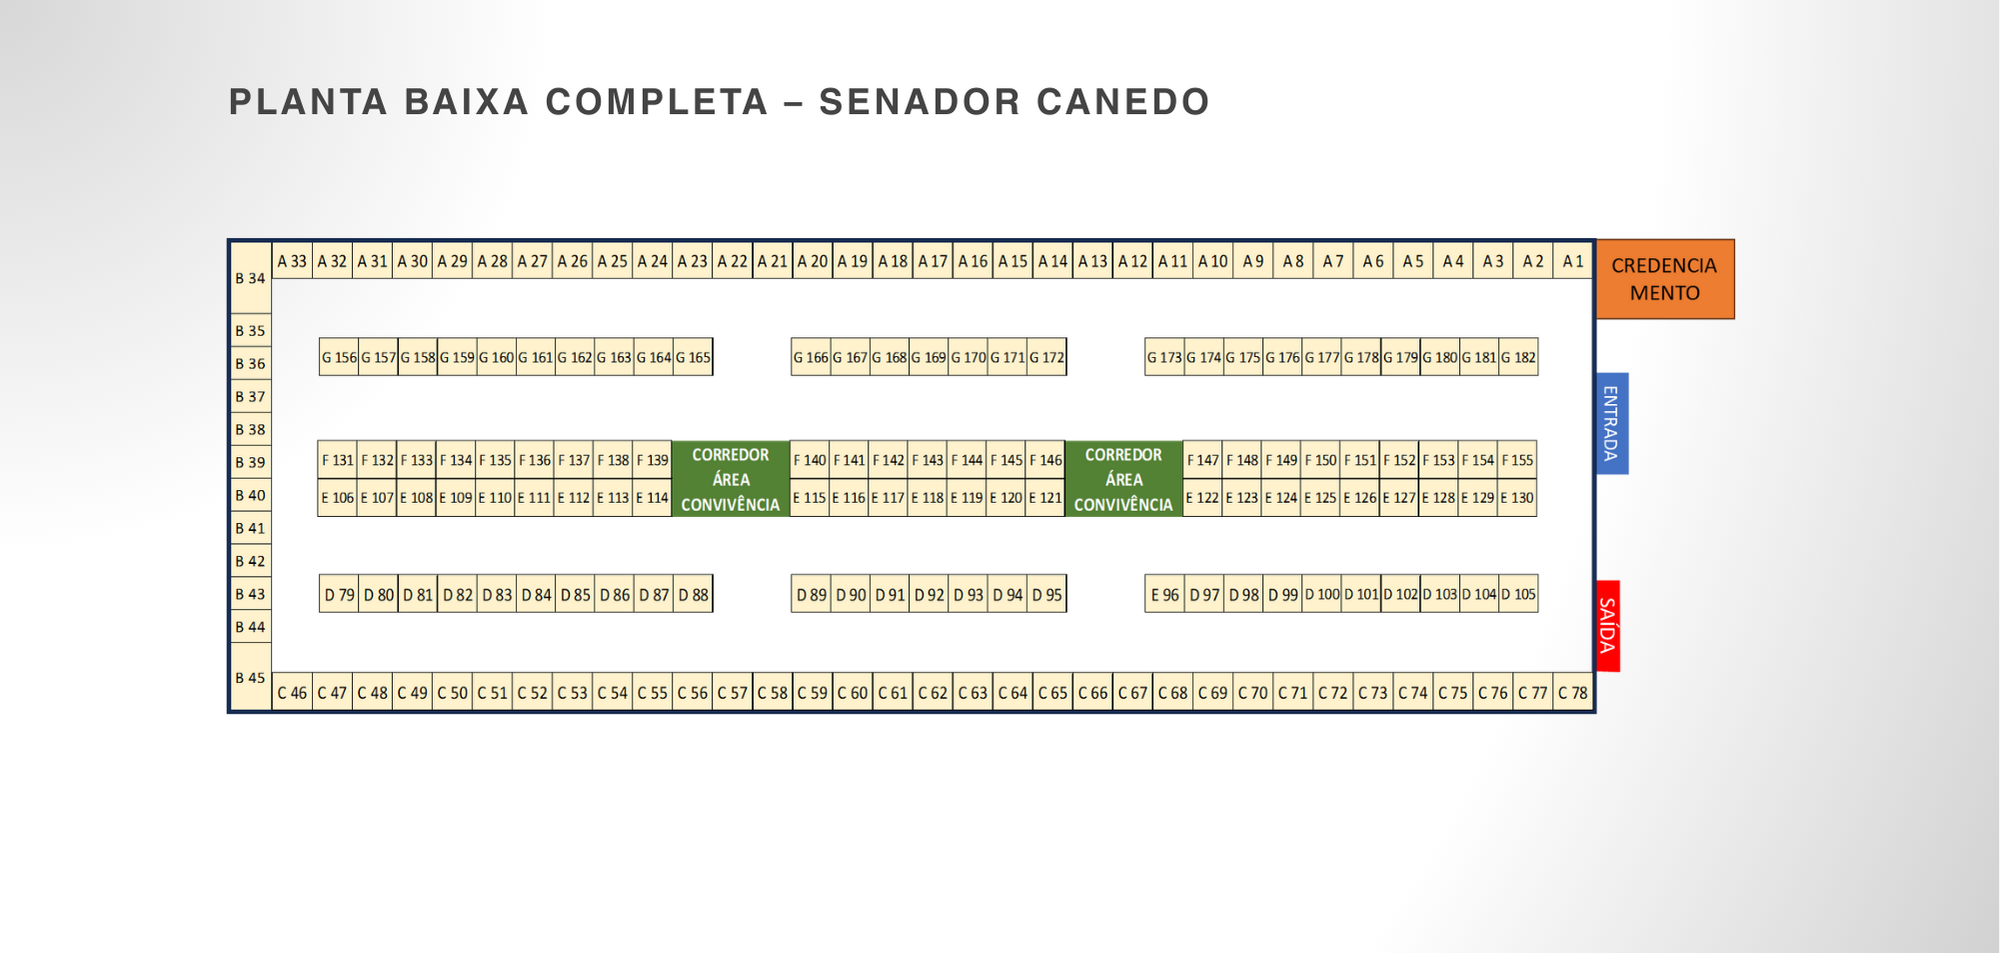 PLANTA BAIXA COMPLETA – SENADOR CANEDO
A 33 A 32 A 31 A 30 A 29 A 28 A 27 A 26 A 25 A 24 A 23 A 22 A 21 A 20 A 19 A 18 A 17 A 16 A 15 A 14 A 13 A 12 A 11 A 10 A 9 A 8 A 7 A 6 A 5 A 4 A 3 A 2 A 1
CREDENCIA
MENTO
B 34
B 35
B 36
B 37
B 38
B 39
B 40
B 41
B 42
B 43
B 44
B 45
G 156 G 157 G 158 G 159 G 160 G 161 G 162 G 163 G 164 G 165 G 166 G 167 G 168 G 169 G 170 G 171 G 172 G 173 G 174 G 175 G 176 G 177 G 178 G 179 G 180 G 181 G 182
ENTRADA
F 131 F 132 F 133 F 134 F 135 F 136 F 137 F 138 F 139
E 106 E 107 E 108 E 109 E 110 E 111 E 112 E 113 E 114
CORREDOR
ÁREA
CONVIVÊNCIA
F 140 F 141 F 142 F 143 F 144 F 145 F 146
E 115 E 116 E 117 E 118 E 119 E 120 E 121
CORREDOR
ÁREA
CONVIVÊNCIA
F 147 F 148 F 149 F 150 F 151 F 152 F 153 F 154 F 155
E 122 E 123 E 124 E 125 E 126 E 127 E 128 E 129 E 130
D 79 D 80 D 81 D 82 D 83 D 84 D 85 D 86 D 87 D 88 D 89 D 90 D 91 D 92 D 93 D 94 D 95 E 96 D 97 D 98 D 99 D 100 D 101 D 102 D 103 D 104 D 105
SAÍDA
C 46 C 47 C 48 C 49 C 50 C 51 C 52 C 53 C 54 C 55 C 56 C 57 C 58 C 59 C 60 C 61 C 62 C 63 C 64 C 65 C 66 C 67 C 68 C 69 C 70 C 71 C 72 C 73 C 74 C 75 C 76 C 77 C 78